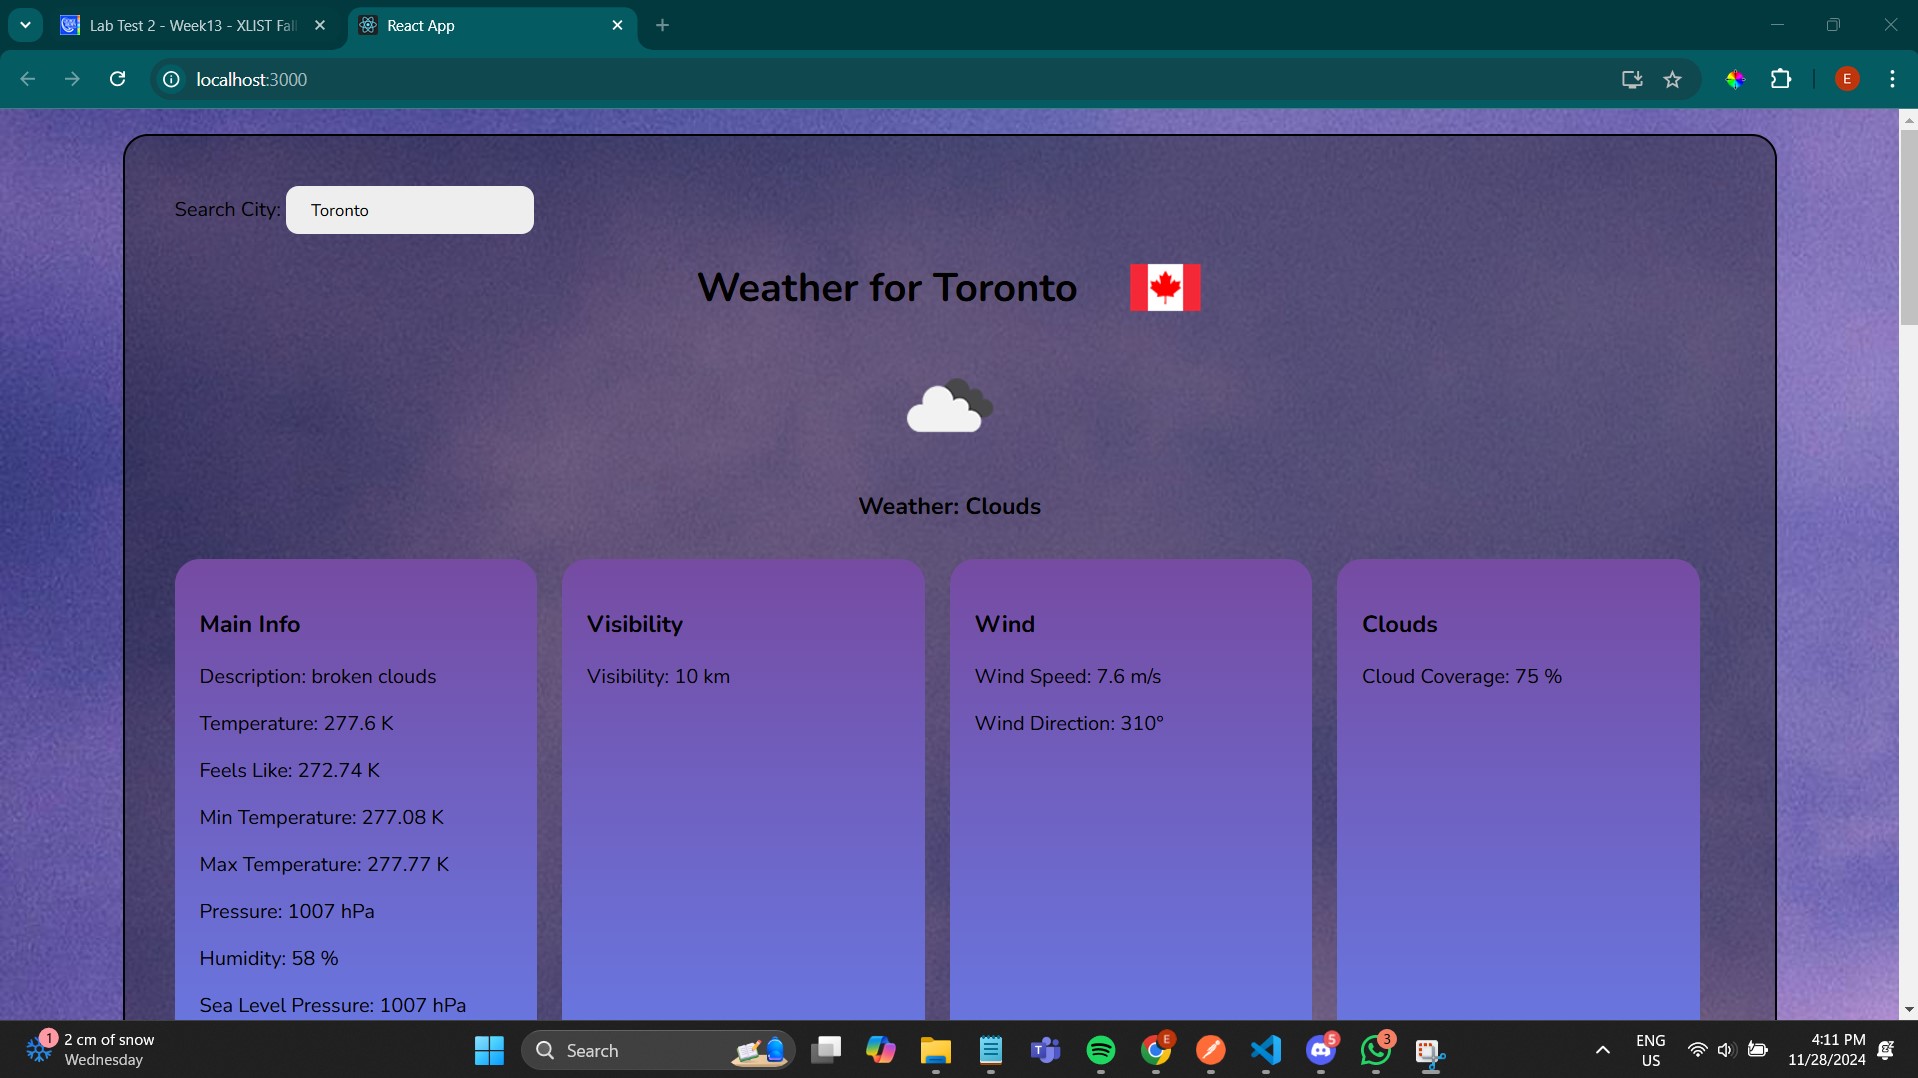 Lab Test 2 - Week13 - XLIST Fal
React App
localhost:3000
E
Search City: Toronto
Weather for Toronto
Weather: Clouds
Main Info
Description: broken clouds
Temperature: 277.6 K
Feels Like: 272.74 K
Min Temperature: 277.08 K
Max Temperature: 277.77 K
Pressure: 1007 hPa
Humidity: 58 %
Sea Level Pressure: 1007 hPa
Visibility
Visibility: 10 km
Wind
Wind Speed: 7.6 m/s
Wind Direction: 310°
Clouds
Cloud Coverage: 75 %
1
2 cm of snow
Wednesday
Search
E
5
3
ENG
US
4:11 PM
11/28/2024